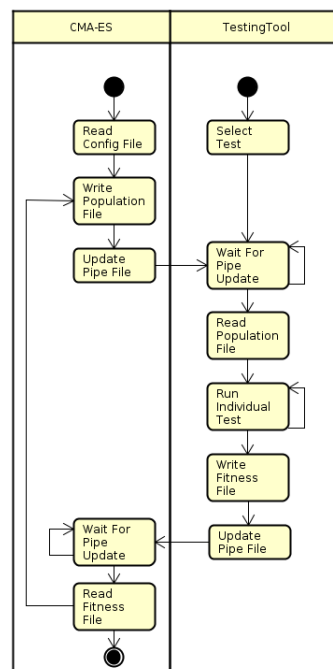 CMA-ES
TestingTool
Read
Config File
Select
Test
Write
Population
File
Update
Pipe File
Wait For
Pipe
Update
Read
Population
File
Run
Individual
Test
Write
Fitness
File
Update
Pipe File
Wait For
Pipe
Update
Read
Fitness
File